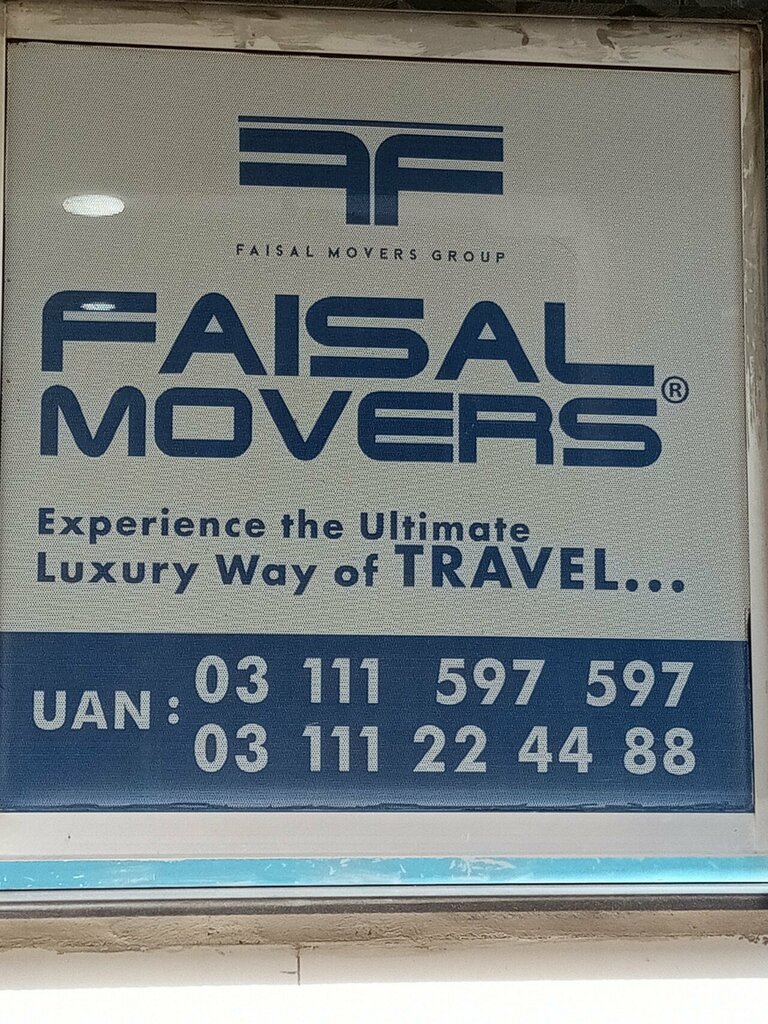 FAISAL MOVERS GROUP
FAISAL
MOVERS®
Experience the Ultimate
Luxury Way of TRAVEL...
UAN : 03 111 597 597
03 111 22 44 88